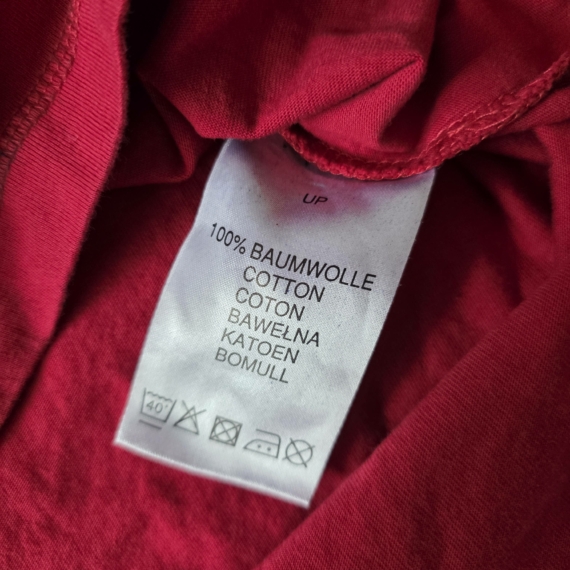 UP
100% BAUMWOLLE
COTTON
COTON
BAWEŁNA
KATOEN
BOMULL
40°